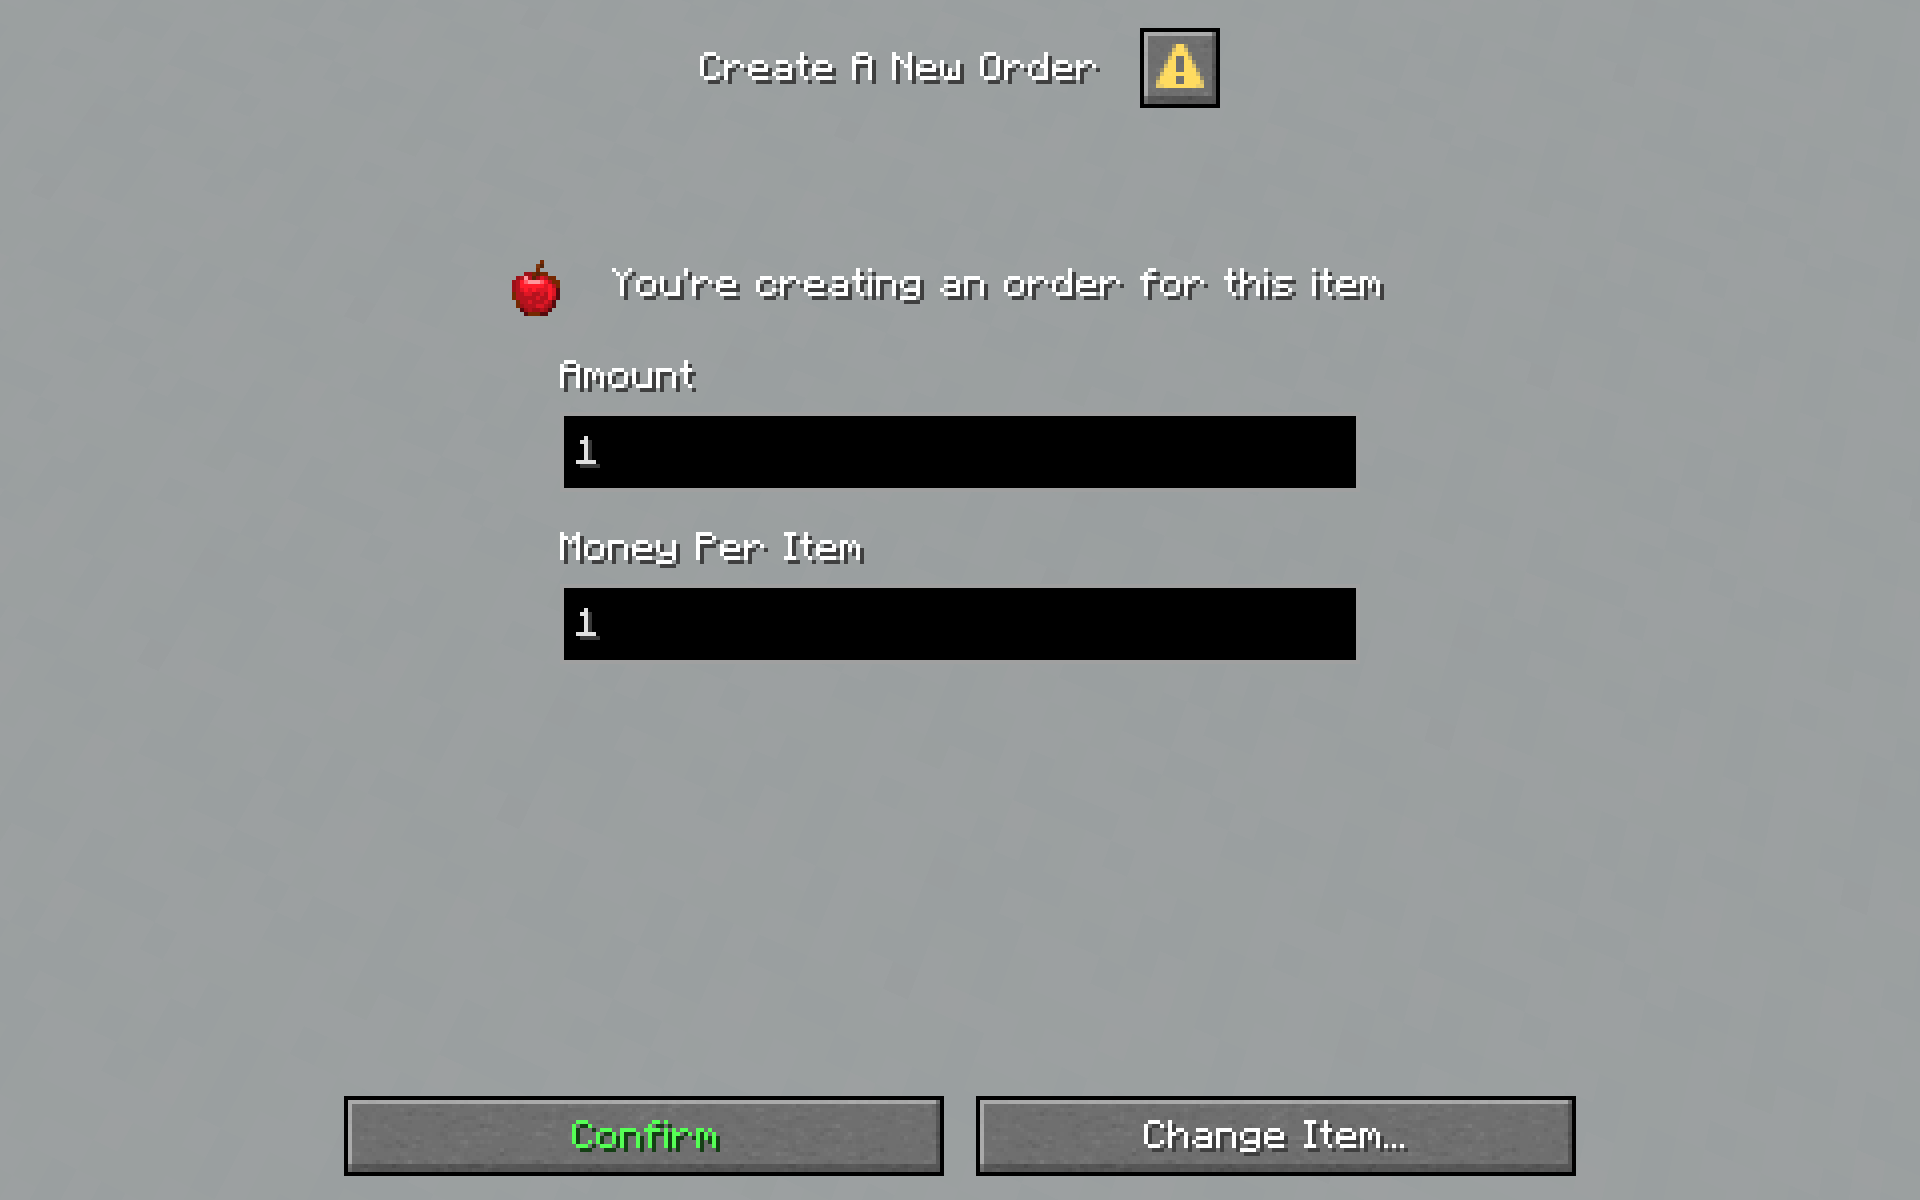 Create A New Order
You're creating an order for this item
Amount
1
Money Per Item
1
Confirm
Change Item...